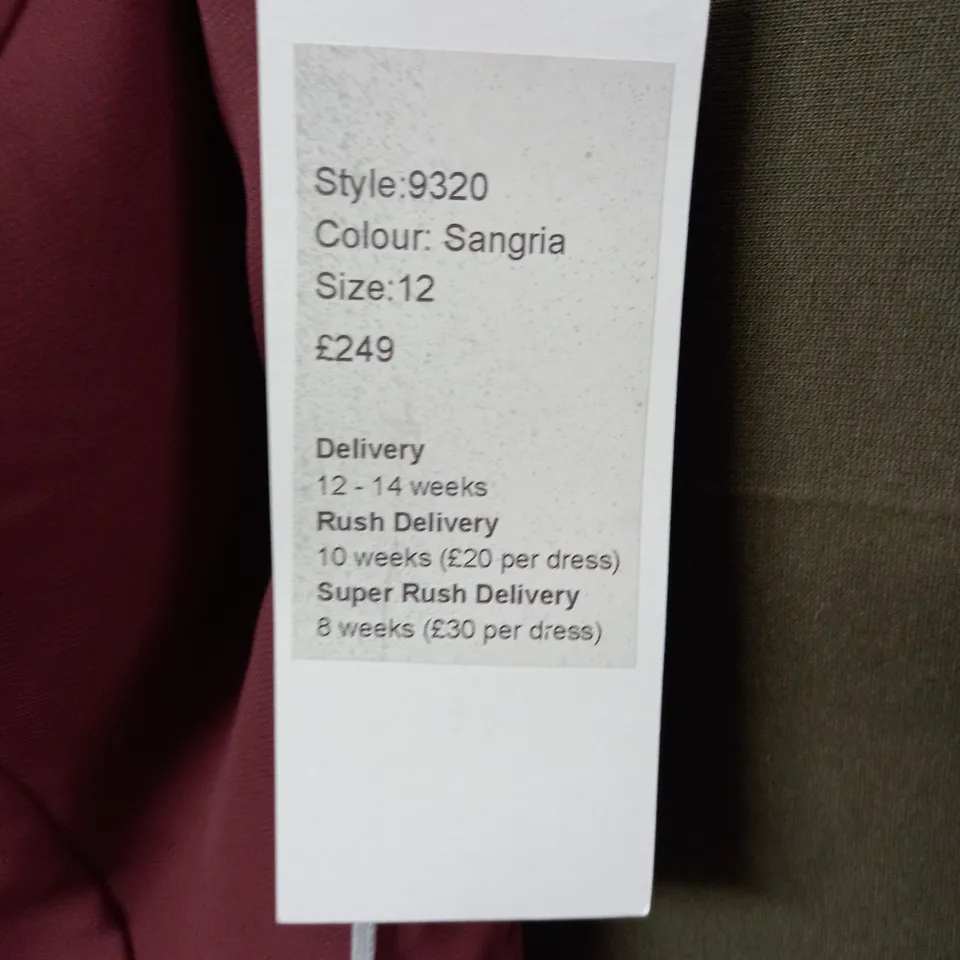 Style:9320
Colour: Sangria
Size:12
£249
Delivery
12 - 14 weeks
Rush Delivery
10 weeks (£20 per dress)
Super Rush Delivery
8 weeks (£30 per dress)